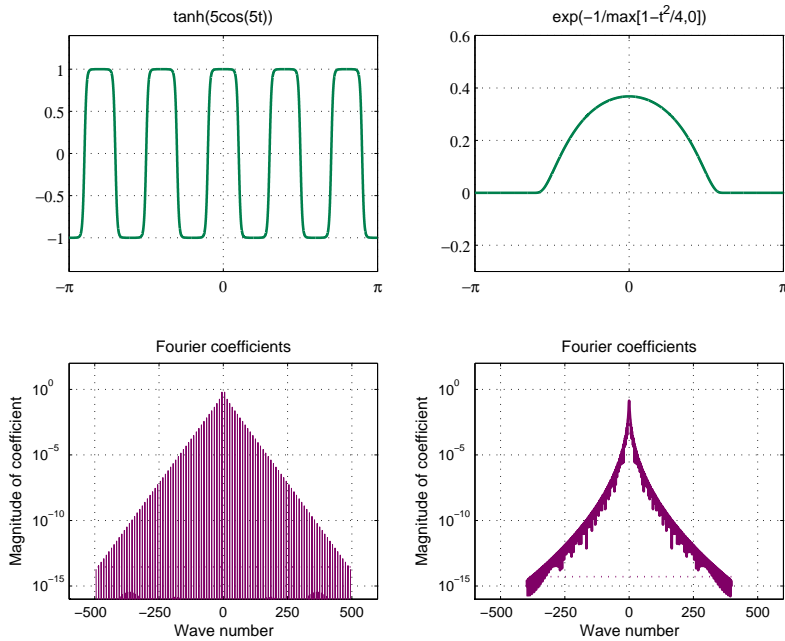 tanh(5cos(5t))
1
0.5
0
−0.5
−1
−π
0
π
exp(−1/max[1−t²/4,0])
0.6
0.4
0.2
0
−0.2
−π
0
π
Fourier coefficients
Magnitude of coefficient
10⁰
10⁻⁵
10⁻¹⁰
10⁻¹⁵
−500
−250
0
250
500
Wave number
Fourier coefficients
Magnitude of coefficient
10⁰
10⁻⁵
10⁻¹⁰
10⁻¹⁵
−500
−250
0
250
500
Wave number